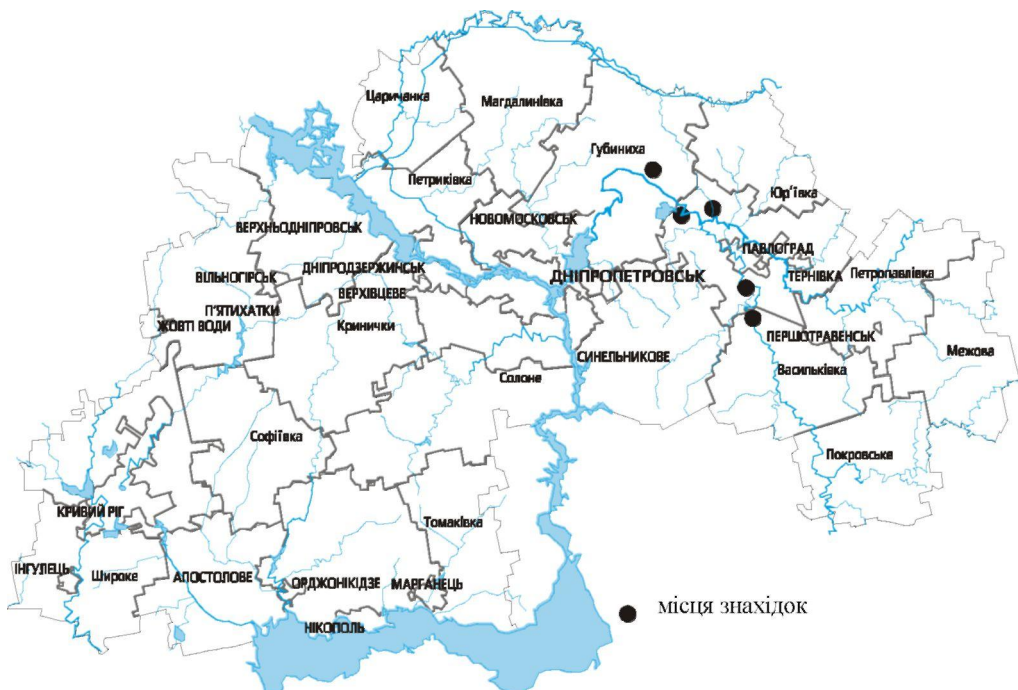 Царичанка
Магдалинівка
Губиниха
Петриківка
Юр'ївка
НОВОМОСКОВСЬК
ВЕРХНЬОДНІПРОВСЬК
ПАВЛОГРАД
ДНІПРОДЗЕРЖИНСЬК
ВІЛЬНОГІРСЬК
ДНІПРОПЕТРОВСЬК
ТЕРНІВКА
Петропавлівка
ВЕРХІВЦЕВЕ
П'ЯТИХАТКИ
ЖОВТІ ВОДИ
Кринички
ПЕРШОТРАВЕНСЬК
Межова
СИНЕЛЬНИКОВЕ
Васильківка
Солоне
Софіївка
Покровське
КРИВИЙ РІГ
Томаківка
ІНГУЛЕЦЬ
Широке
АПОСТОЛОВЕ
ОРДЖОНІКІДЗЕ
МАРГАНЕЦЬ
місця знахідок
НІКОПОЛЬ